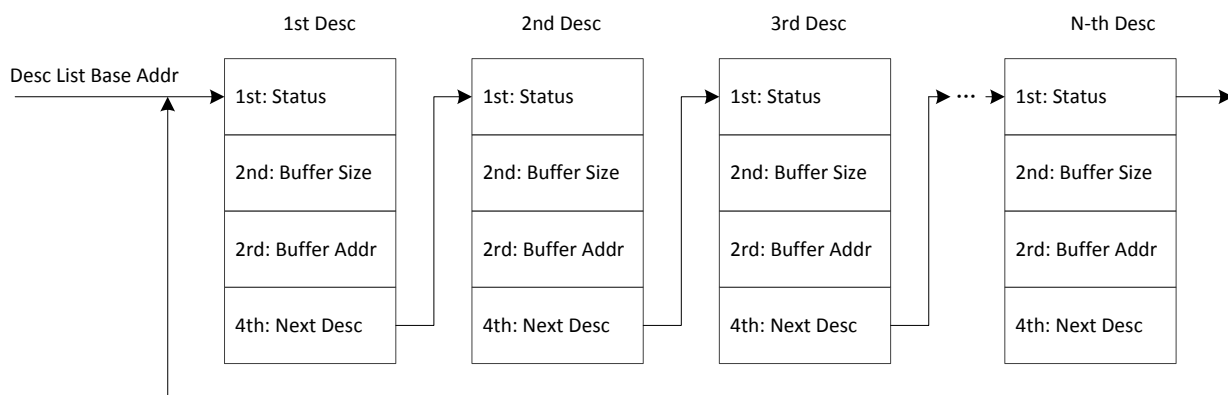 1st Desc
2nd Desc
3rd Desc
N-th Desc
Desc List Base Addr
1st: Status
1st: Status
1st: Status
...
1st: Status
2nd: Buffer Size
2nd: Buffer Size
2nd: Buffer Size
2nd: Buffer Size
2rd: Buffer Addr
2rd: Buffer Addr
2rd: Buffer Addr
2rd: Buffer Addr
4th: Next Desc
4th: Next Desc
4th: Next Desc
4th: Next Desc